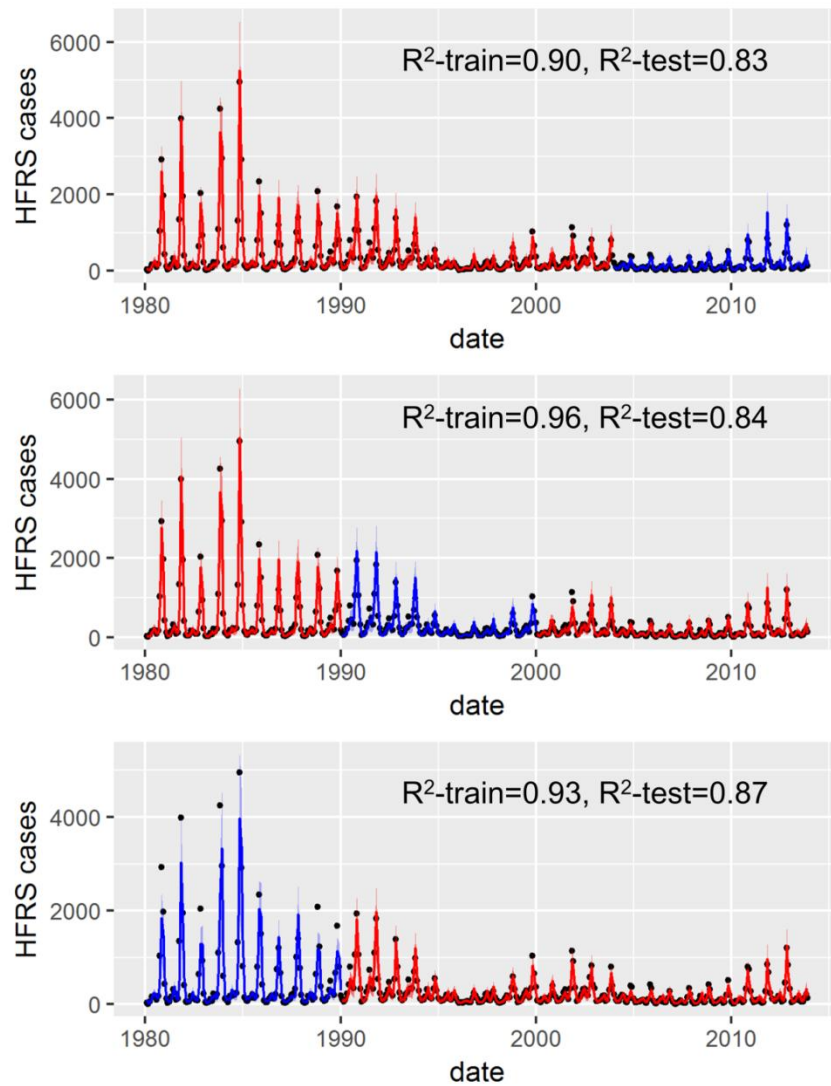 R²-train=0.90, R²-test=0.83
6000
4000
2000
0
HFRS cases
1980
1990
2000
2010
date
R²-train=0.96, R²-test=0.84
6000
4000
2000
0
HFRS cases
1980
1990
2000
2010
date
R²-train=0.93, R²-test=0.87
4000
2000
0
HFRS cases
1980
1990
2000
2010
date